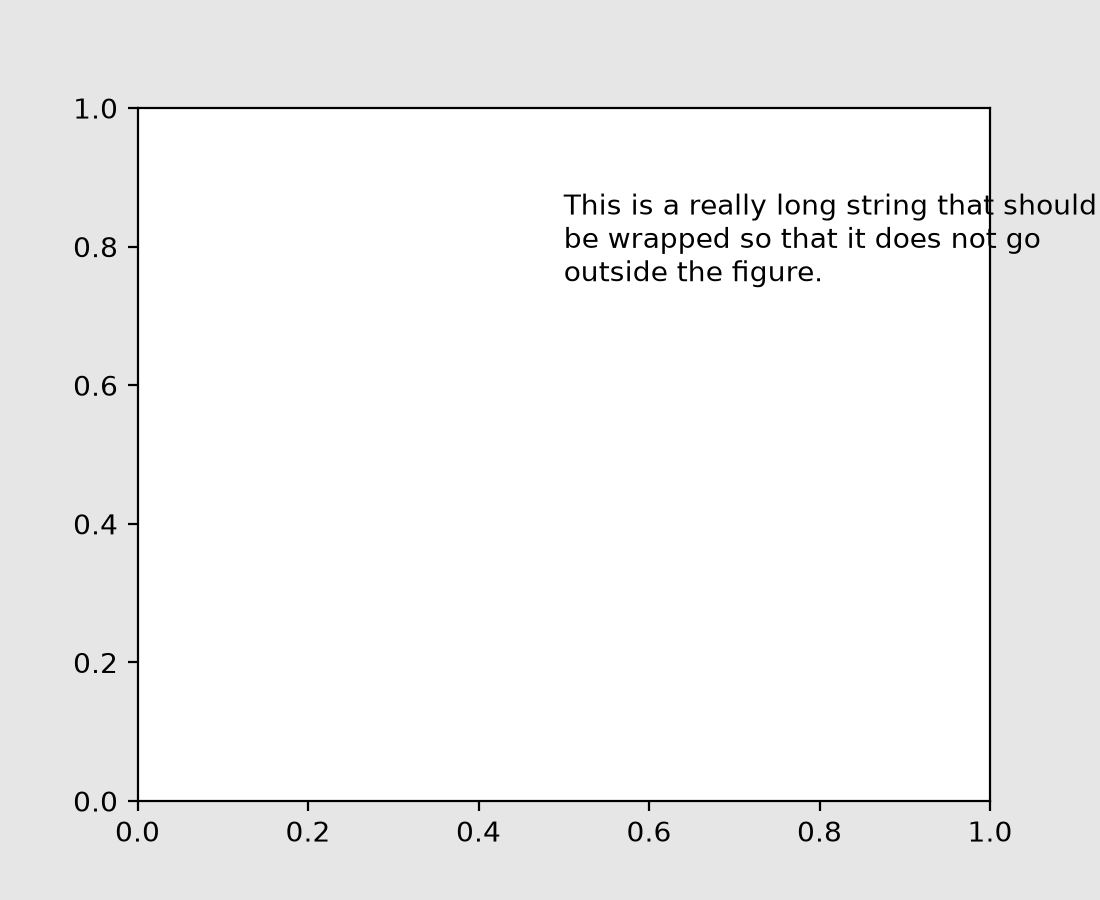 1.0
This is a really long string that should
be wrapped so that it does not go
outside the figure.
0.8
0.6
0.4
0.2
0.0
0.0 0.2 0.4 0.6 0.8 1.0